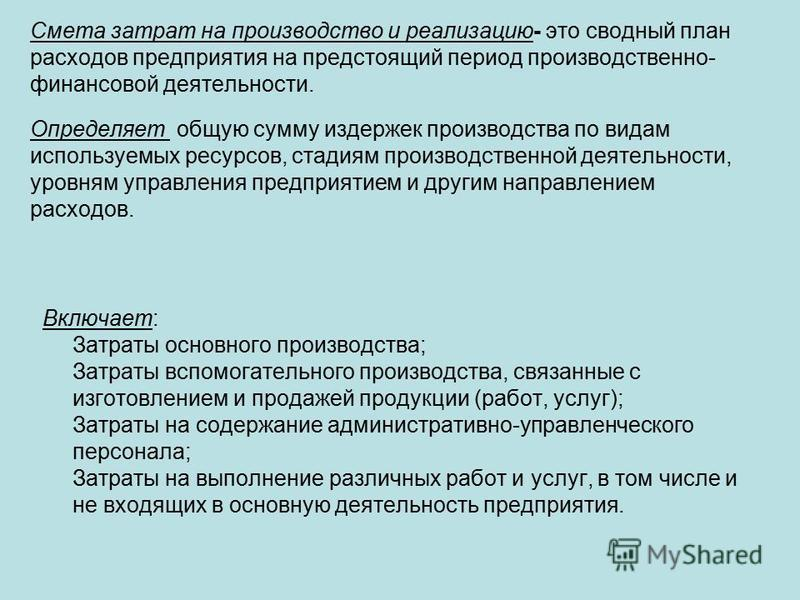 Смета затрат на производство и реализацию- это сводный план
расходов предприятия на предстоящий период производственно-
финансовой деятельности.
Определяет общую сумму издержек производства по видам
используемых ресурсов, стадиям производственной деятельности,
уровням управления предприятием и другим направлением
расходов.
Включает:
Затраты основного производства;
Затраты вспомогательного производства, связанные с
изготовлением и продажей продукции (работ, услуг);
Затраты на содержание административно-управленческого
персонала;
Затраты на выполнение различных работ и услуг, в том числе и
не входящих в основную деятельность предприятия.
MyShared